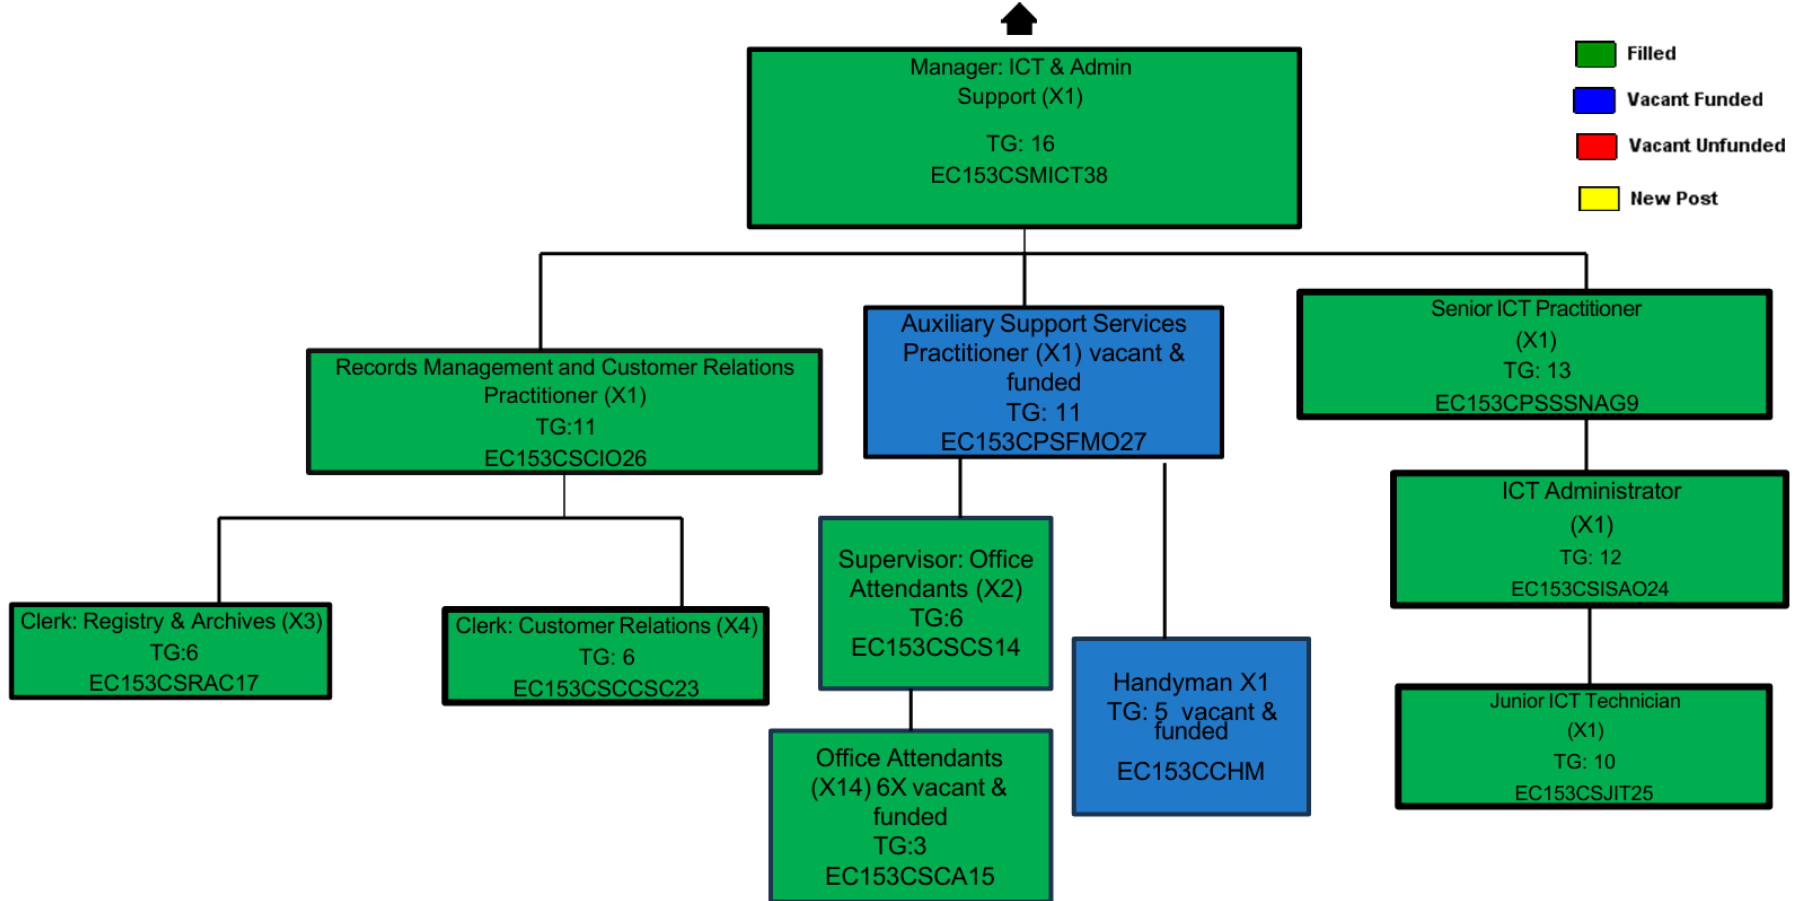 Manager: ICT & Admin
Support (X1)
TG: 16
EC153CSMICT38
Filled
Vacant Funded
Vacant Unfunded
New Post
Records Management and Customer Relations
Practitioner (X1)
TG:11
EC153CSCIO26
Auxiliary Support Services
Practitioner (X1) vacant &
funded
TG: 11
EC153CPSFMO27
Senior ICT Practitioner
(X1)
TG: 13
EC153CPSSSNAG9
ICT Administrator
(X1)
TG: 12
EC153CSISAO24
Clerk: Registry & Archives (X3)
TG:6
EC153CSRAC17
Clerk: Customer Relations (X4)
TG: 6
EC153CSCCSC23
Supervisor: Office
Attendants (X2)
TG:6
EC153CSCS14
Handyman X1
TG: 5 vacant &
funded
EC153CCHM
Junior ICT Technician
(X1)
TG: 10
EC153CSJIT25
Office Attendants
(X14) 6X vacant &
funded
TG:3
EC153CSCA15